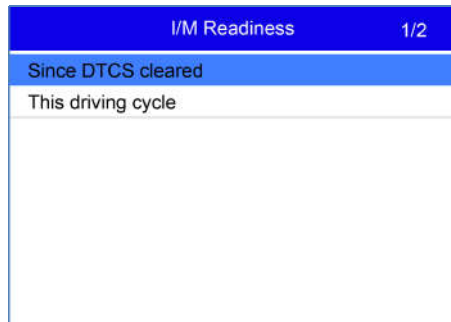 I/M Readiness 1/2
Since DTCS cleared
This driving cycle